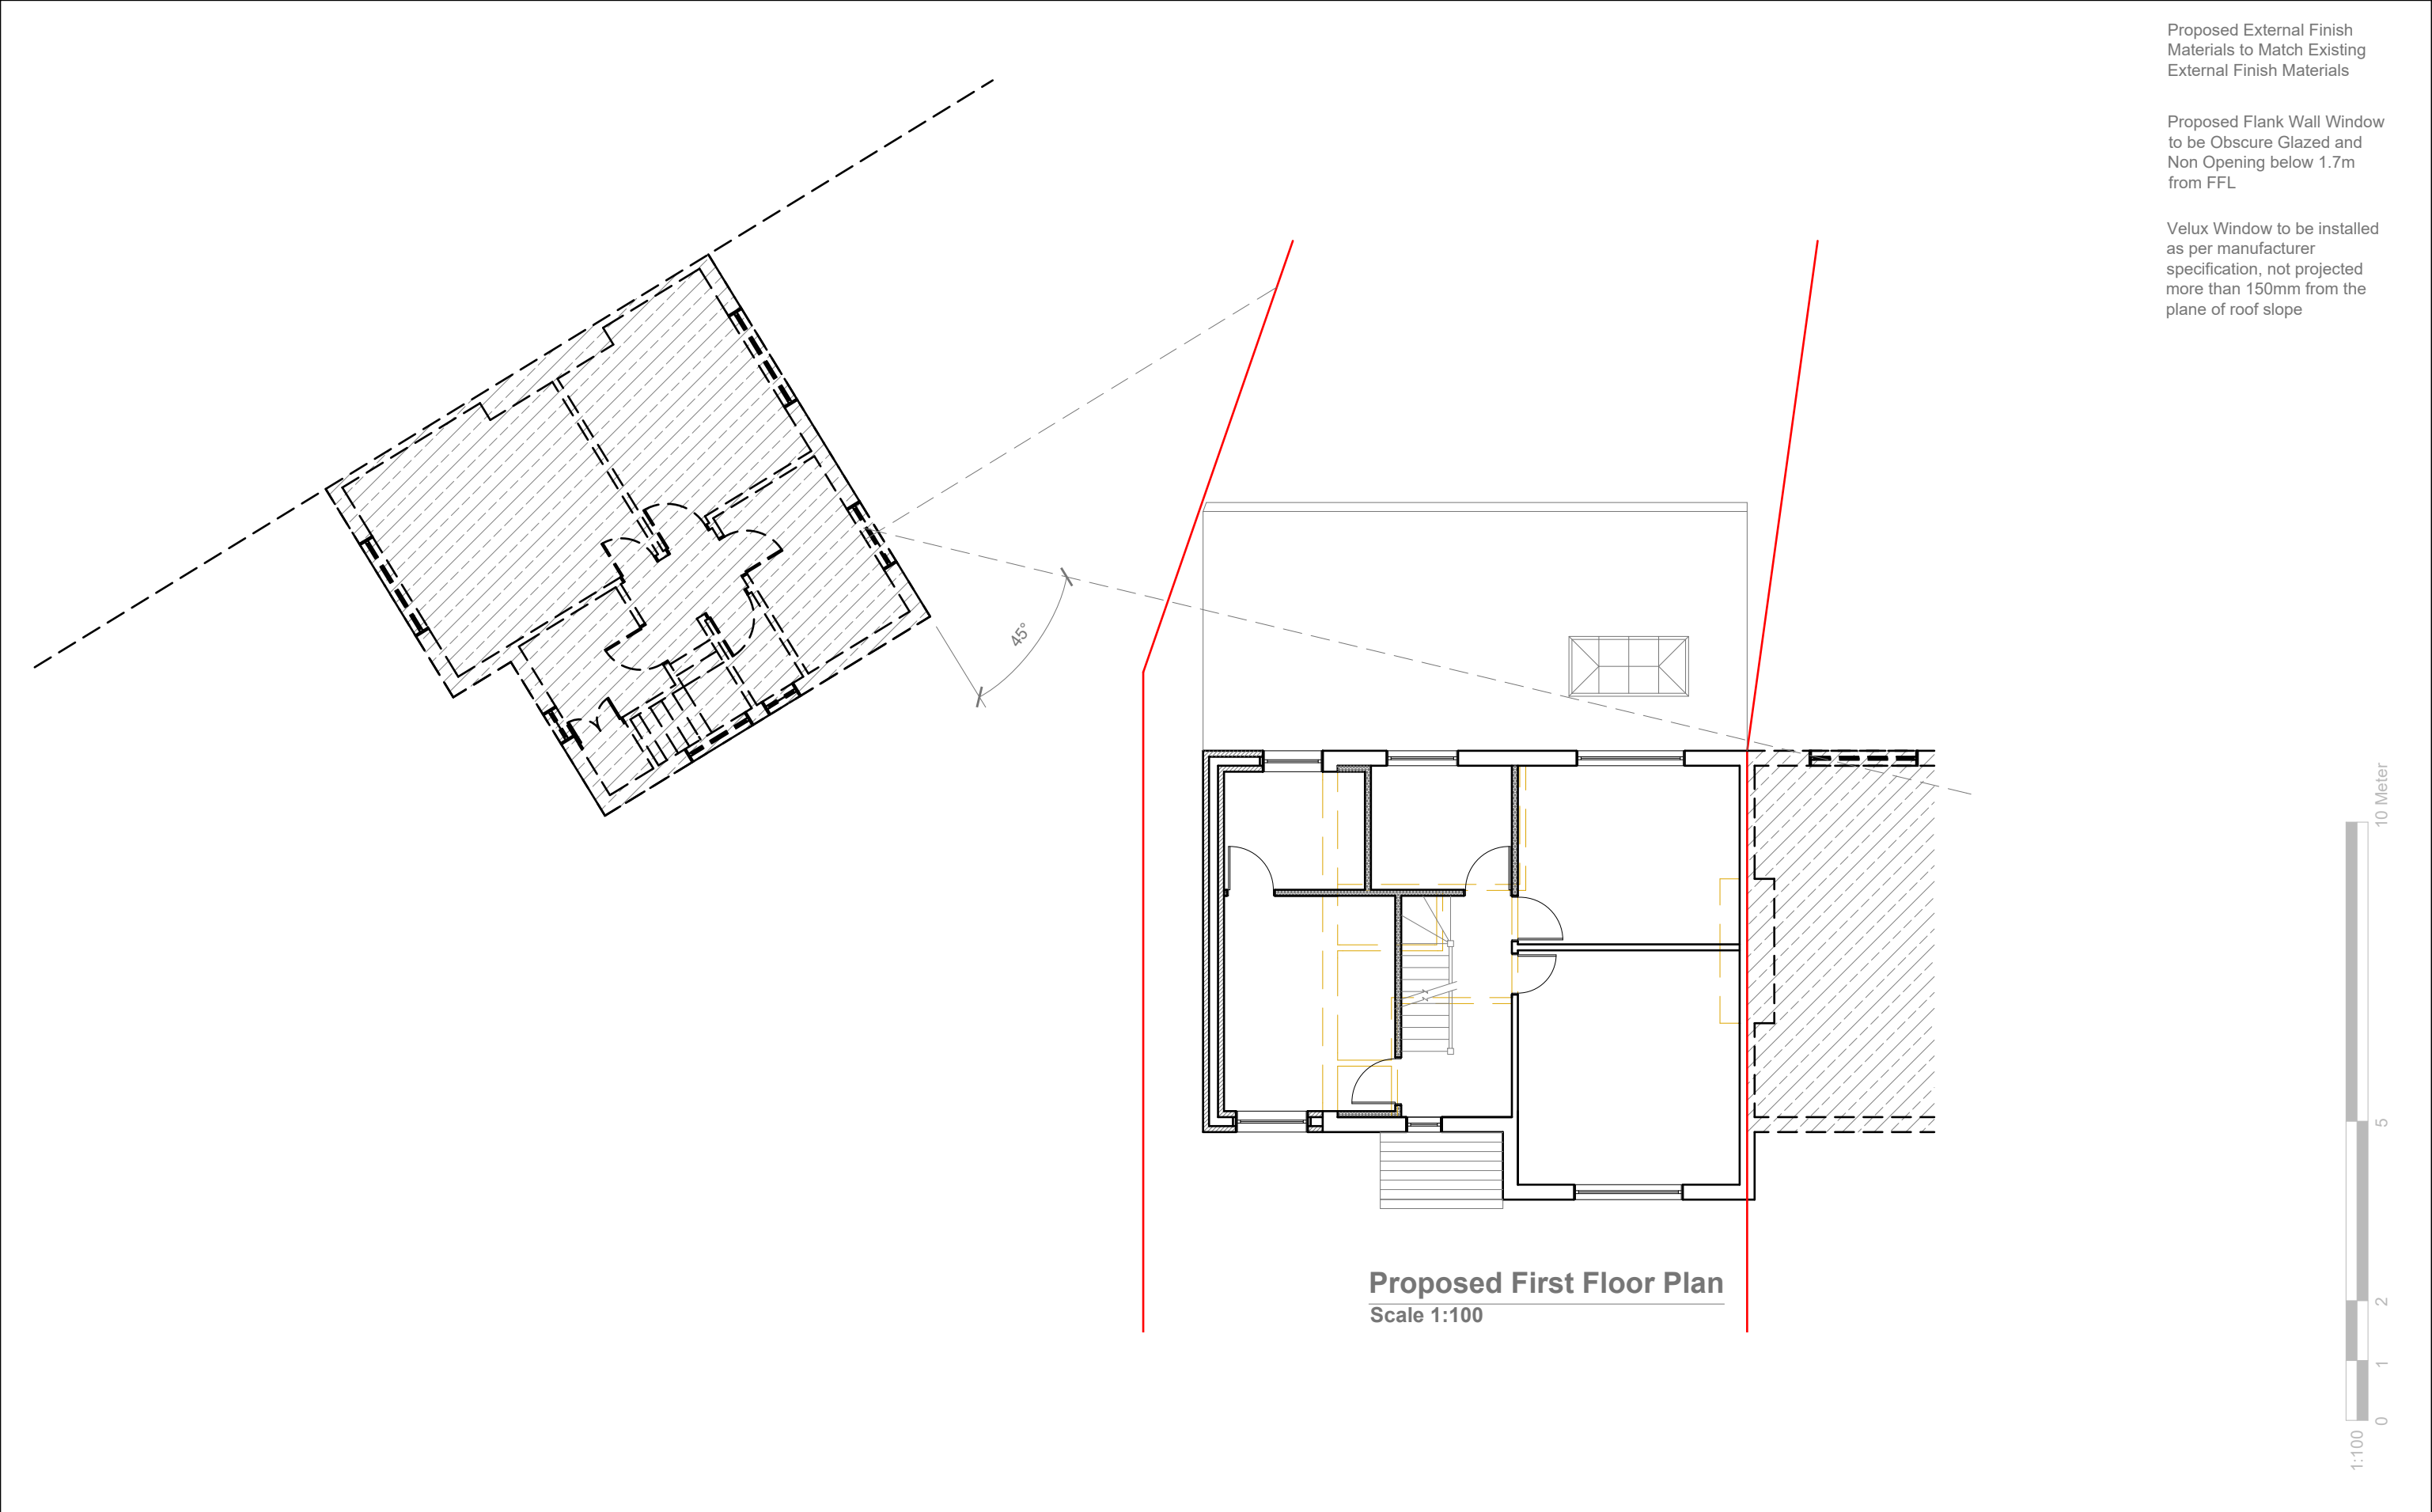 Proposed External Finish
Materials to Match Existing
External Finish Materials
Proposed Flank Wall Window
to be Obscure Glazed and
Non Opening below 1.7m
from FFL
Velux Window to be installed
as per manufacturer
specification, not projected
more than 150mm from the
plane of roof slope
45°
Proposed First Floor Plan
Scale 1:100
10 Meter
5
2
1
0
1:100